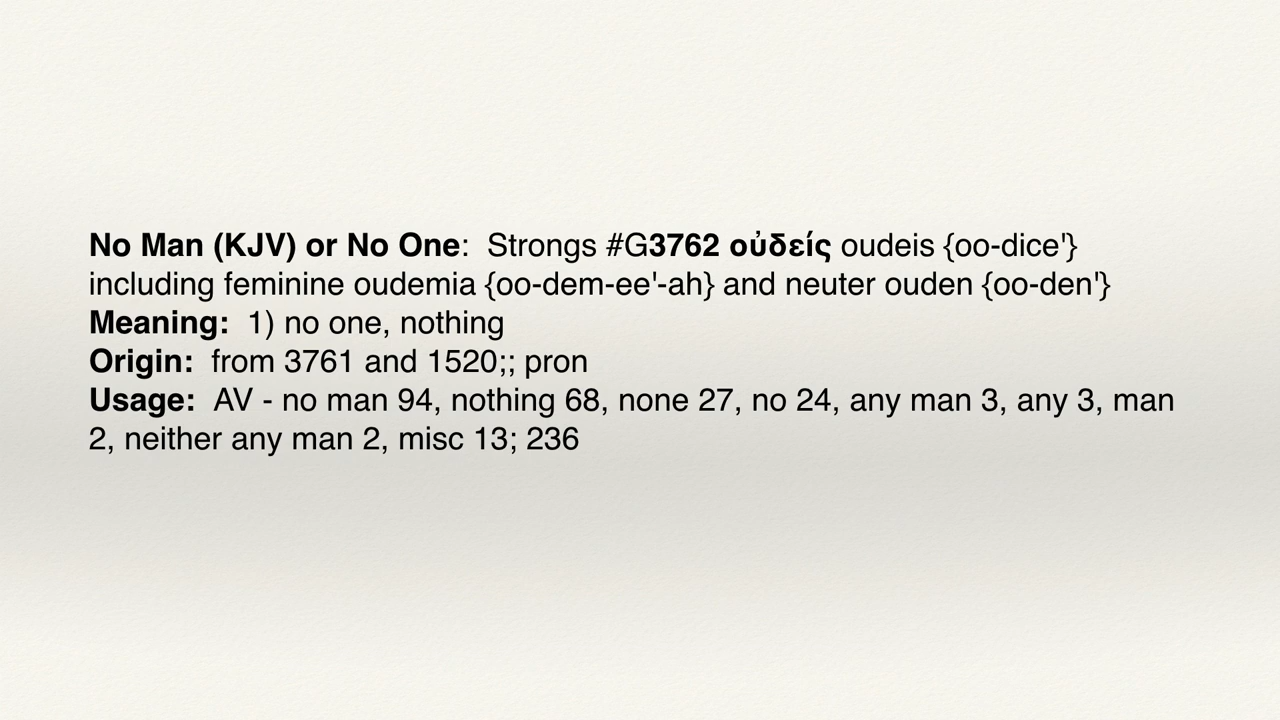 No Man (KJV) or No One:  Strongs #G3762 οὐδείς oudeis {oo-dice'}
including feminine oudemia {oo-dem-ee'-ah} and neuter ouden {oo-den'}
Meaning:  1) no one, nothing
Origin:  from 3761 and 1520;; pron
Usage:  AV - no man 94, nothing 68, none 27, no 24, any man 3, any 3, man
2, neither any man 2, misc 13; 236